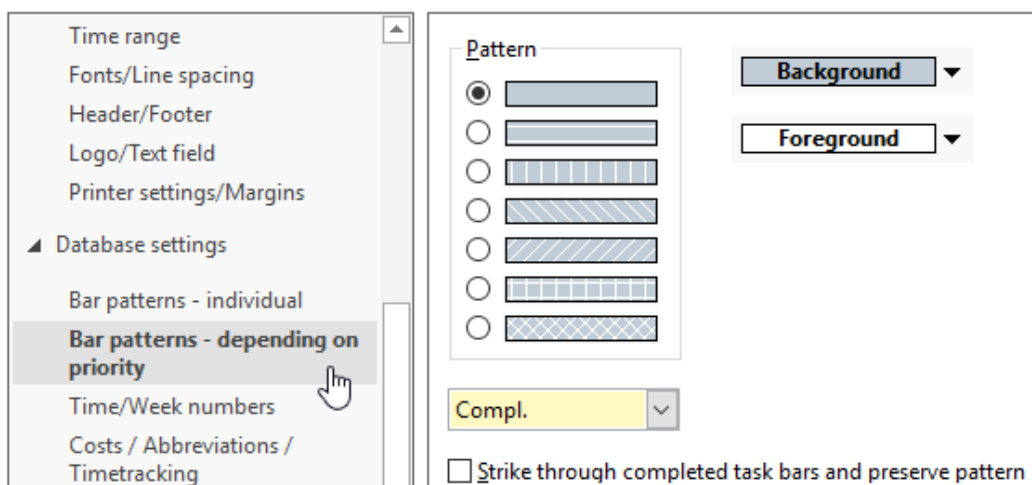 Time range
Fonts/Line spacing
Header/Footer
Logo/Text field
Printer settings/Margins
Database settings
Bar patterns - individual
Bar patterns - depending on
priority
Time/Week numbers
Costs / Abbreviations /
Timetracking
Pattern
Background
Foreground
Compl.
Strike through completed task bars and preserve pattern